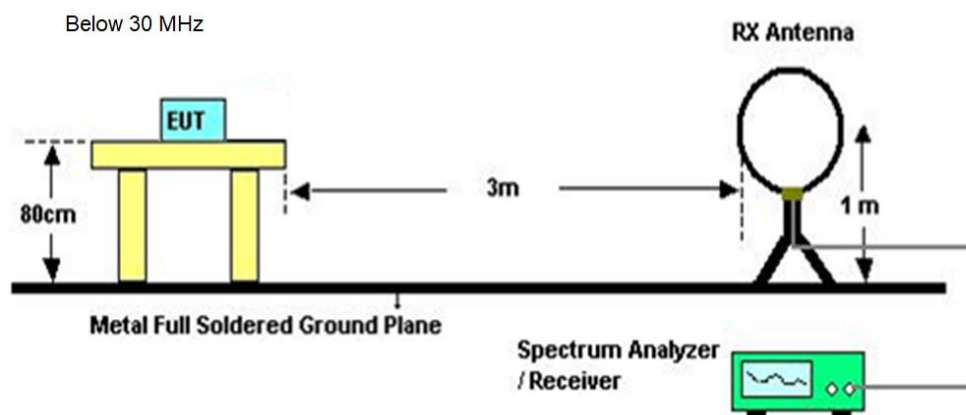 Below 30 MHz
RX Antenna
EUT
80cm
3m
1 m
Metal Full Soldered Ground Plane
Spectrum Analyzer
/ Receiver